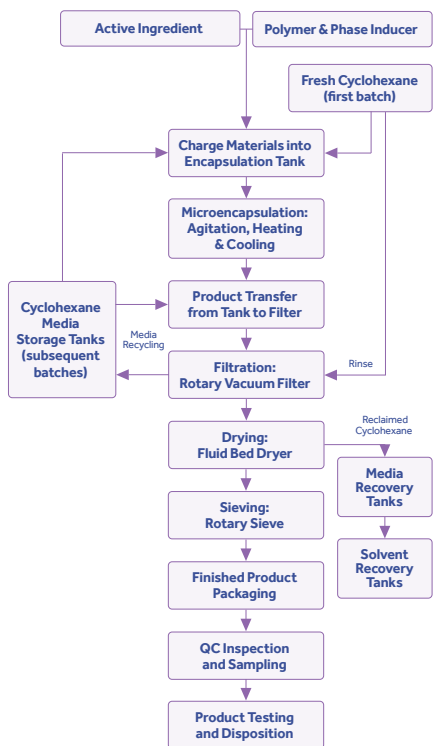 Active Ingredient
Polymer & Phase Inducer
Fresh Cyclohexane
(first batch)
Charge Materials into
Encapsulation Tank
Microencapsulation:
Agitation, Heating
& Cooling
Product Transfer
from Tank to Filter
Cyclohexane
Media
Storage Tanks
(subsequent
batches)
Media
Recycling
Filtration:
Rotary Vacuum Filter
Rinse
Drying:
Fluid Bed Dryer
Reclaimed
Cyclohexane
Media
Recovery
Tanks
Sieving:
Rotary Sieve
Solvent
Recovery
Tanks
Finished Product
Packaging
QC Inspection
and Sampling
Product Testing
and Disposition